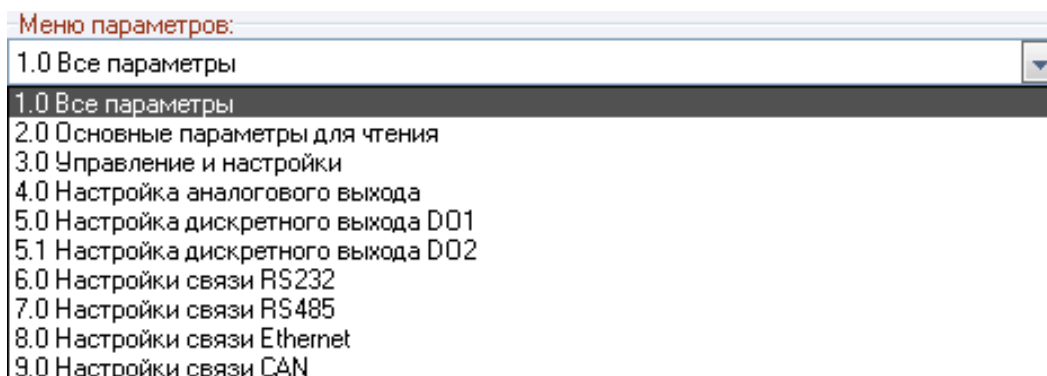 Меню параметров:
1.0 Все параметры
1.0 Все параметры
2.0 Основные параметры для чтения
3.0 Управление и настройки
4.0 Настройка аналогового выхода
5.0 Настройка дискретного выхода DO1
5.1 Настройка дискретного выхода DO2
6.0 Настройки связи RS232
7.0 Настройки связи RS485
8.0 Настройки связи Ethernet
9.0 Настройки связи CAN